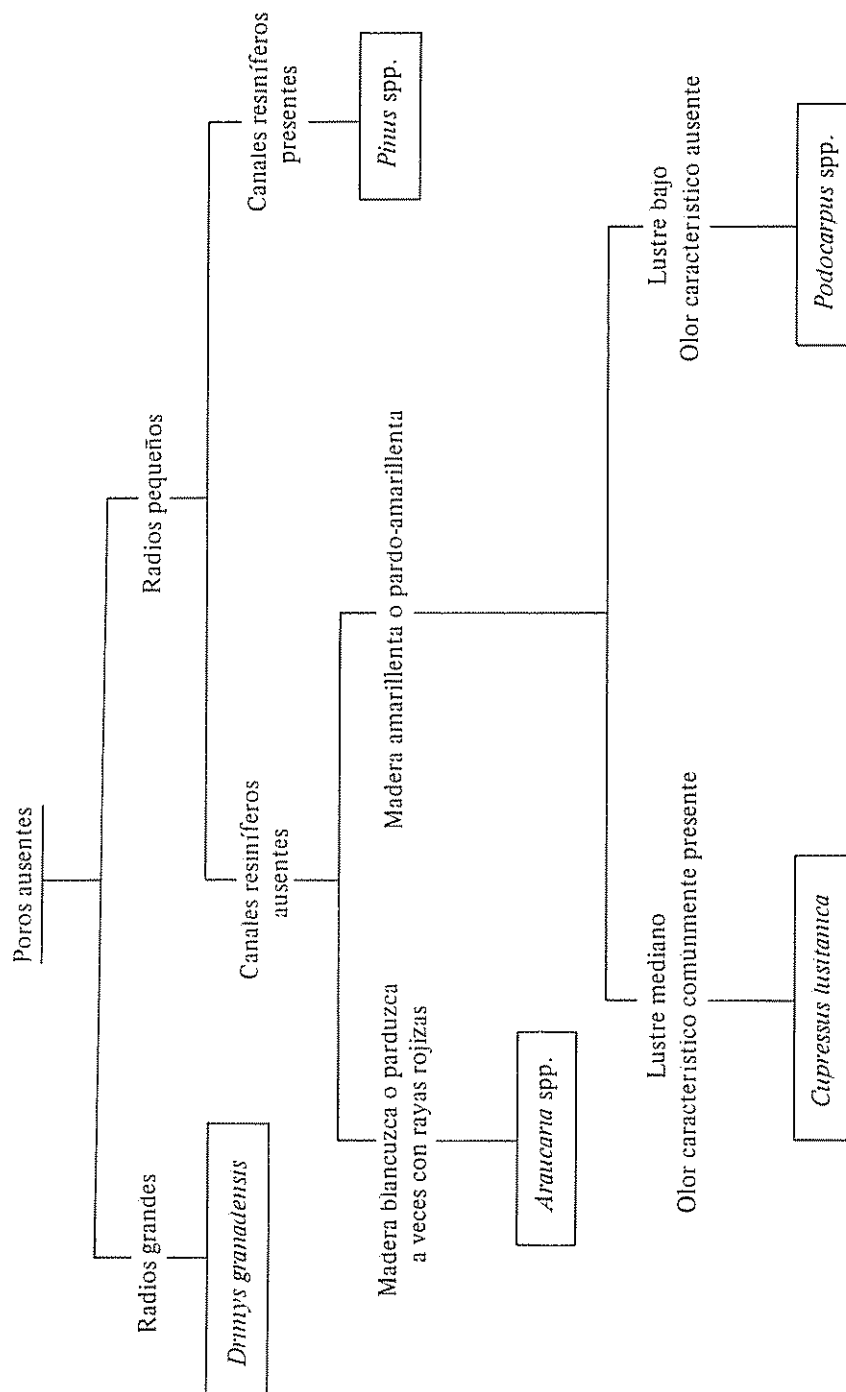 Poros ausentes
Radios grandes
Drimys granadensis
Radios pequeños
Canales resiníferos
ausentes
Canales resiníferos
presentes
Pinus spp.
Madera blancuzca o parduzca
a veces con rayas rojizas
Araucaria spp.
Madera amarillenta o pardo-amarillenta
Lustre mediano
Olor característico comúnmente presente
Cupressus lusitanica
Lustre bajo
Olor característico ausente
Podocarpus spp.